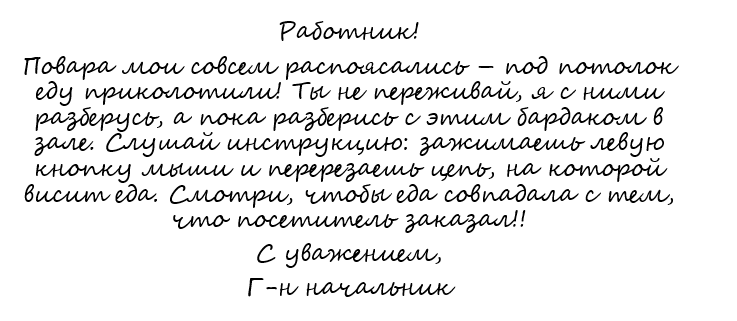 Работник!
Повара мои совсем распоясались – под потолок
еду приколотили! Ты не переживай, я с ними
разберусь, а пока разберись с этим бардаком в
зале. Слушай инструкцию: зажимаешь левую
кнопку мыши и перерезаешь цепь, на которой
висит еда. Смотри, чтобы еда совпадала с тем,
что посетитель заказал!!
С уважением,
Г-н начальник